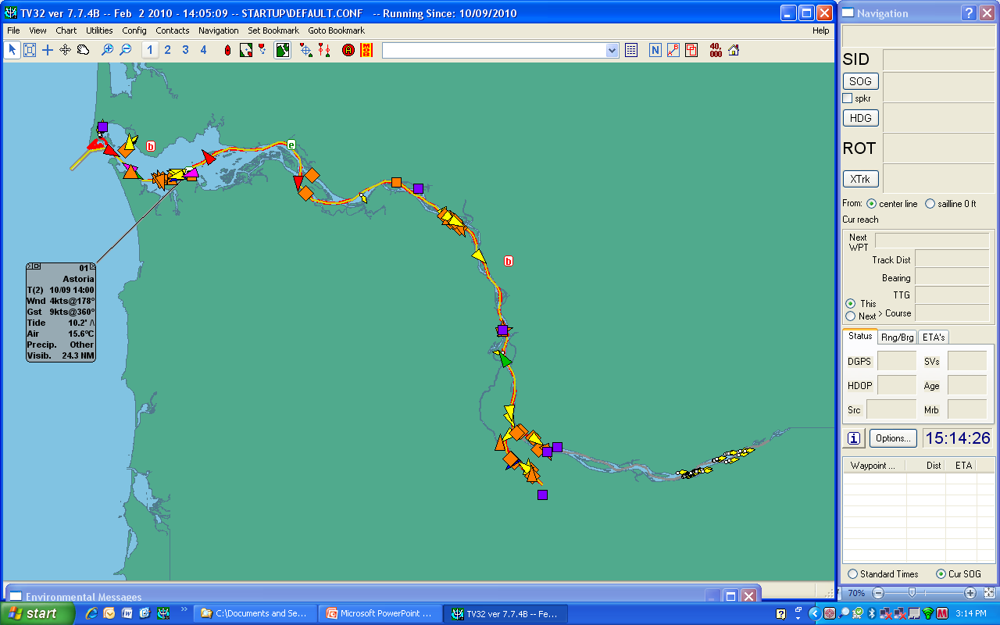 TV32 ver 7.7.4B -- Feb 2 2010 - 14:05:09 -- STARTUP\DEFAULT.CONF -- Running Since: 10/09/2010
File View Chart Utilities Config Contacts Navigation Set Bookmark Goto Bookmark Help
1 2 3 4 A MOB N 40,000
b
e
b
01
Astoria
T(2) 10/09 14:00
Wnd 4kts@178°
Gst 9kts@360°
Tide 10.2' /\
Air 15.6°C
Precip. Other
Visib. 24.3 NM
Environmental Messages
Navigation
SID
SOG
spkr
HDG
ROT
XTrk
From: center line sailline 0 ft
Cur reach
Next WPT
Track Dist
Bearing
TTG
This
Next > Course
Status Rng/Brg ETA's
DGPS SVs
HDOP Age
Src Mrb
i Options... 15:14:26
Waypoint ... Dist ETA
Standard Times Cur SOG
70%
start C:\Documents and Se... Microsoft PowerPoint ... TV32 ver 7.7.4B -- Fe... 3:14 PM